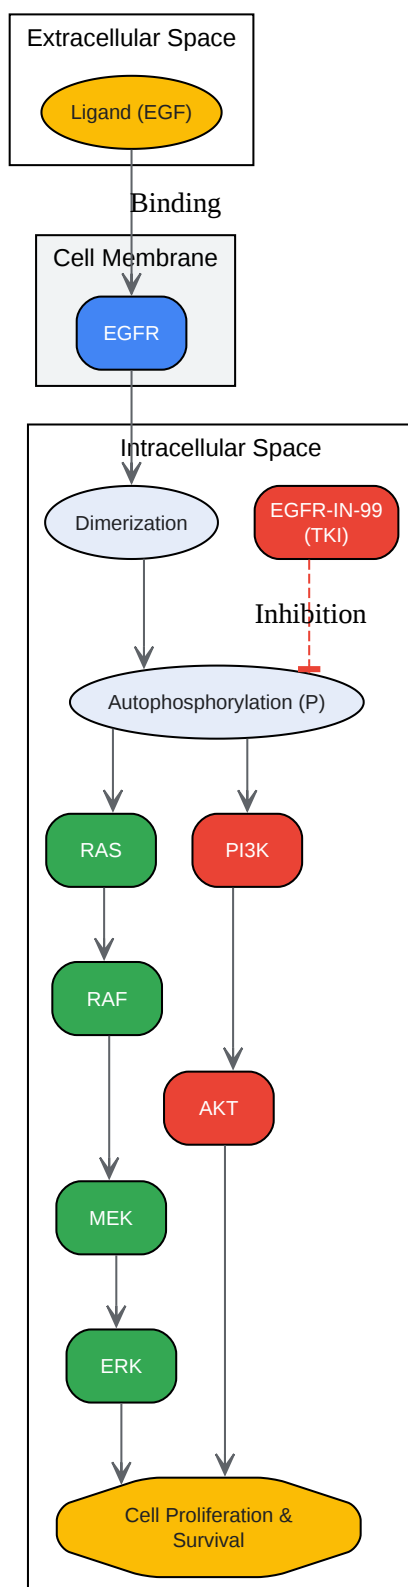 Extracellular Space
Ligand (EGF)
Binding
Cell Membrane
EGFR
Intracellular Space
Dimerization
EGFR-IN-99
(TKI)
Inhibition
Autophosphorylation (P)
RAS
PI3K
RAF
AKT
MEK
ERK
Cell Proliferation &
Survival